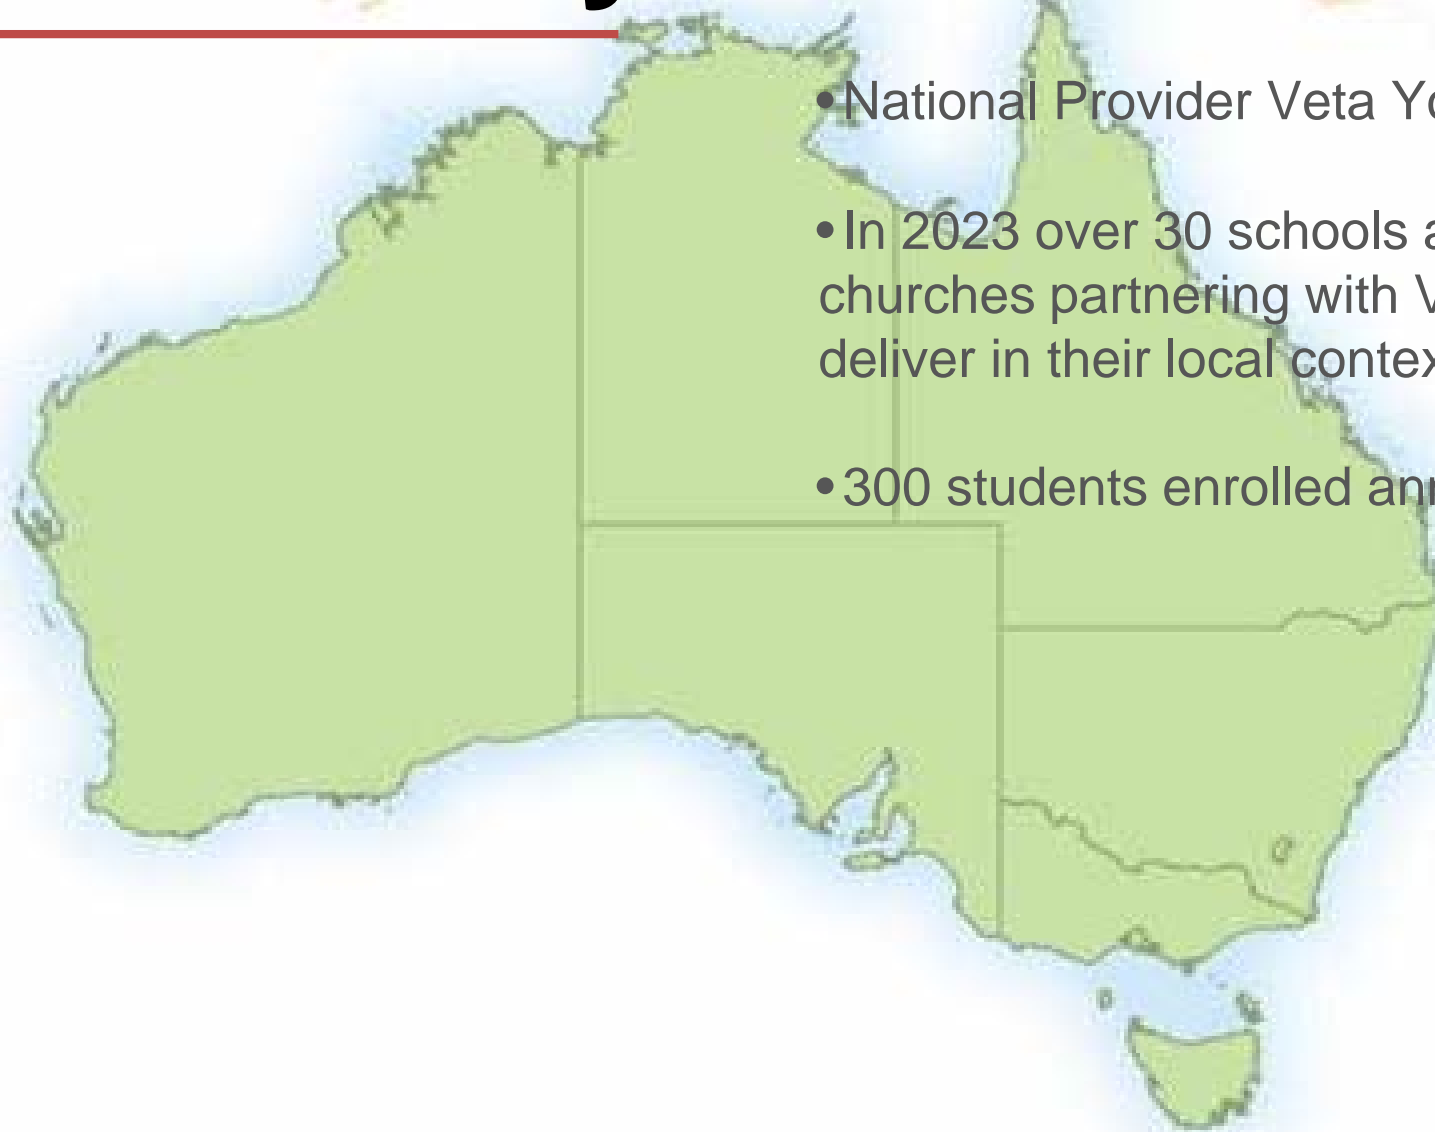 •National Provider Veta
•In 2023 over 30 schools
churches partnering with
deliver in their local
•300 students enrolled